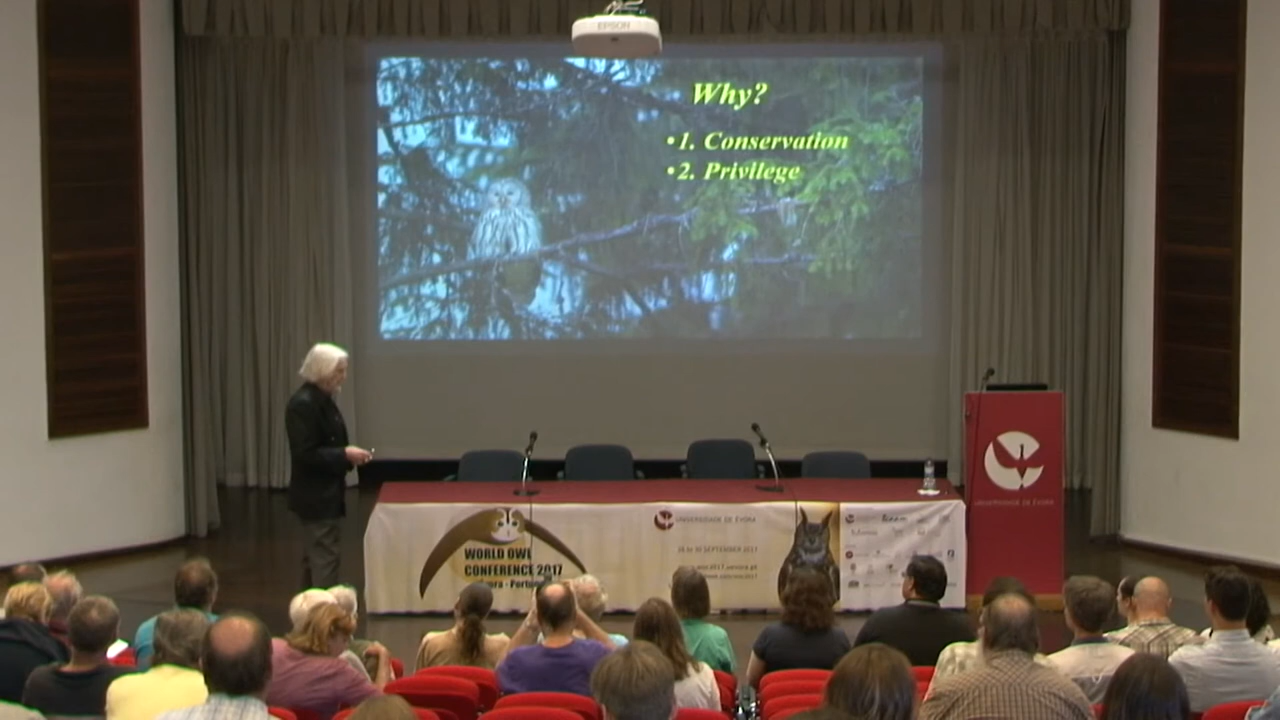 EPSON
Why?
•1. Conservation
•2. Privilege
WORLD OWL
CONFERENCE 2017
UNIVERSIDADE DE ÉVORA
26 to 30 SEPTEMBER 2017
UNIVERSIDADE DE ÉVORA